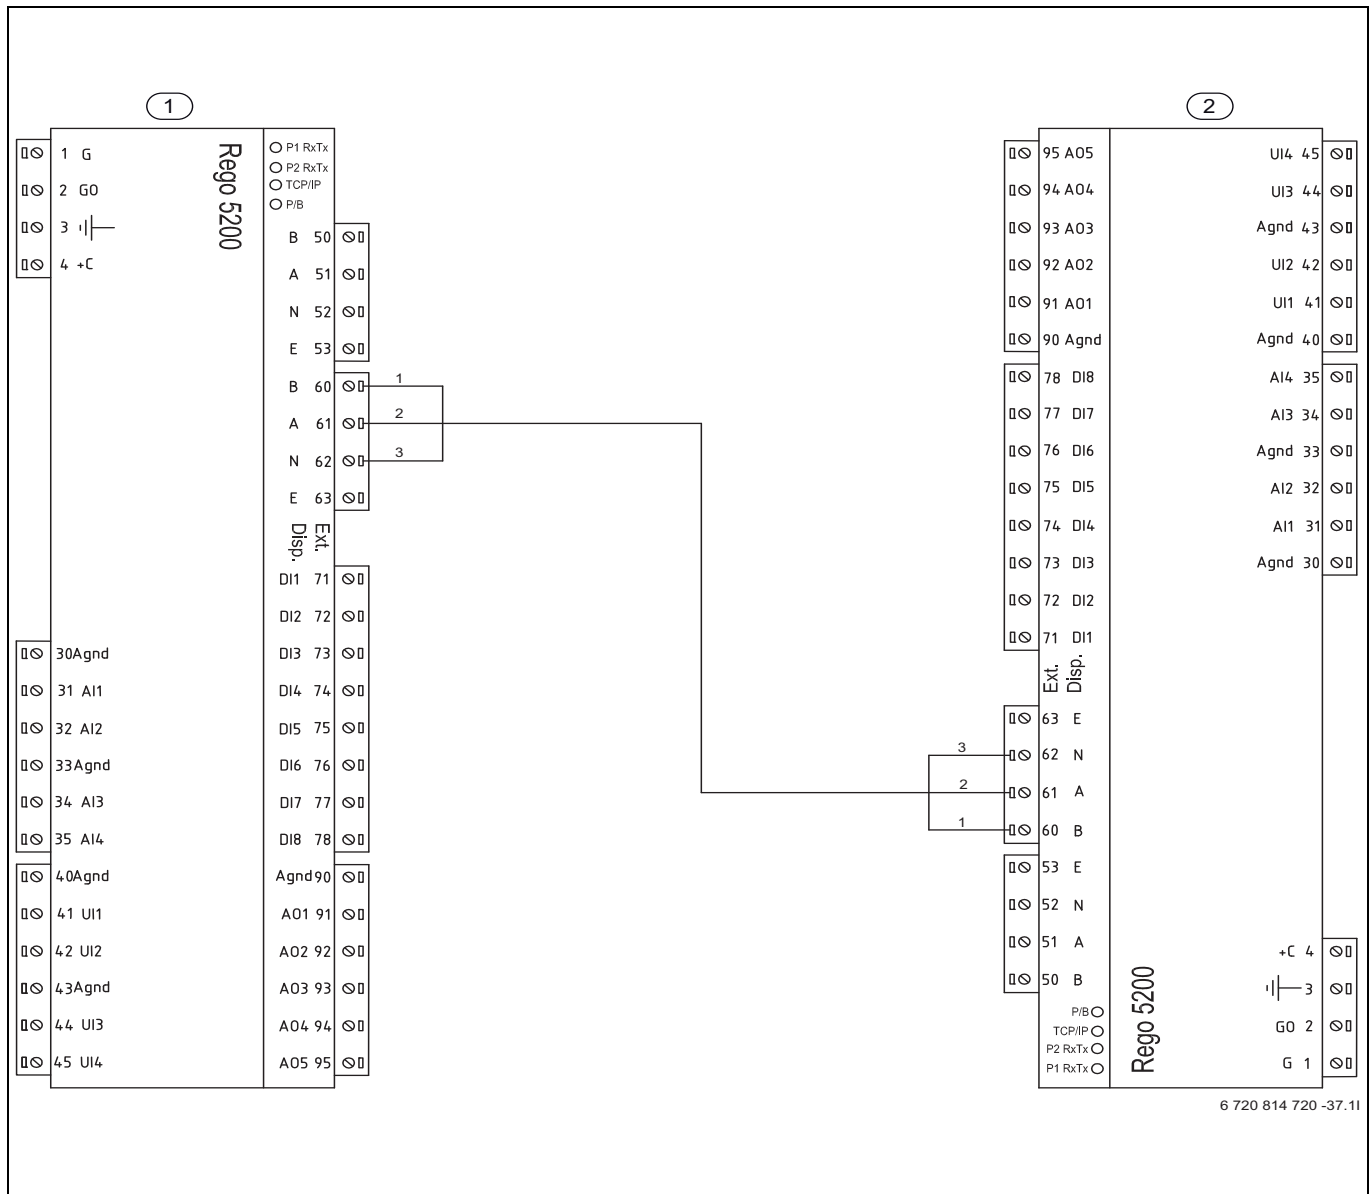 1
Rego 5200
1 G
2 G0
3
4 +C
P1 RxTx
P2 RxTx
TCP/IP
P/B
B 50
A 51
N 52
E 53
B 60
A 61
N 62
E 63
1
2
3
Ext.
Disp.
DI1 71
DI2 72
DI3 73
DI4 74
DI5 75
DI6 76
DI7 77
DI8 78
Agnd 90
AO1 91
AO2 92
AO3 93
AO4 94
AO5 95
30 Agnd
31 AI1
32 AI2
33 Agnd
34 AI3
35 AI4
40 Agnd
41 UI1
42 UI2
43 Agnd
44 UI3
45 UI4
2
95 AO5
94 AO4
93 AO3
92 AO2
91 AO1
90 Agnd
78 DI8
77 DI7
76 DI6
75 DI5
74 DI4
73 DI3
72 DI2
71 DI1
Ext.
Disp.
63 E
62 N
61 A
60 B
3
2
1
53 E
52 N
51 A
50 B
P/B
TCP/IP
P2 RxTx
P1 RxTx
Rego 5200
UI4 45
UI3 44
Agnd 43
UI2 42
UI1 41
Agnd 40
AI4 35
AI3 34
Agnd 33
AI2 32
AI1 31
Agnd 30
+C 4
3
G0 2
G 1
6 720 814 720 -37.1I